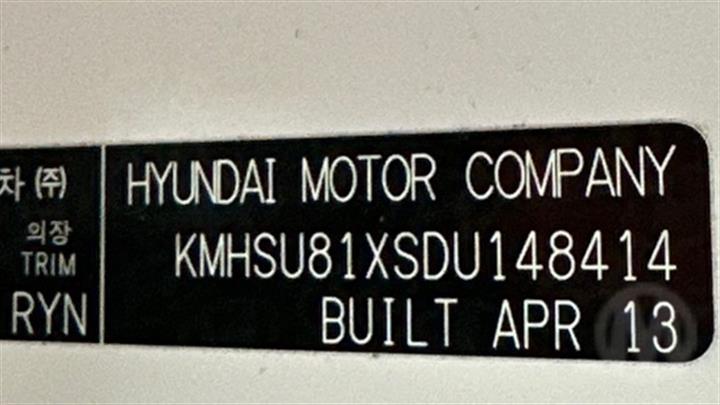 차 (주)
의장
TRIM
RYN
HYUNDAI MOTOR COMPANY
KMHSU81XSDU148414
BUILT APR 13